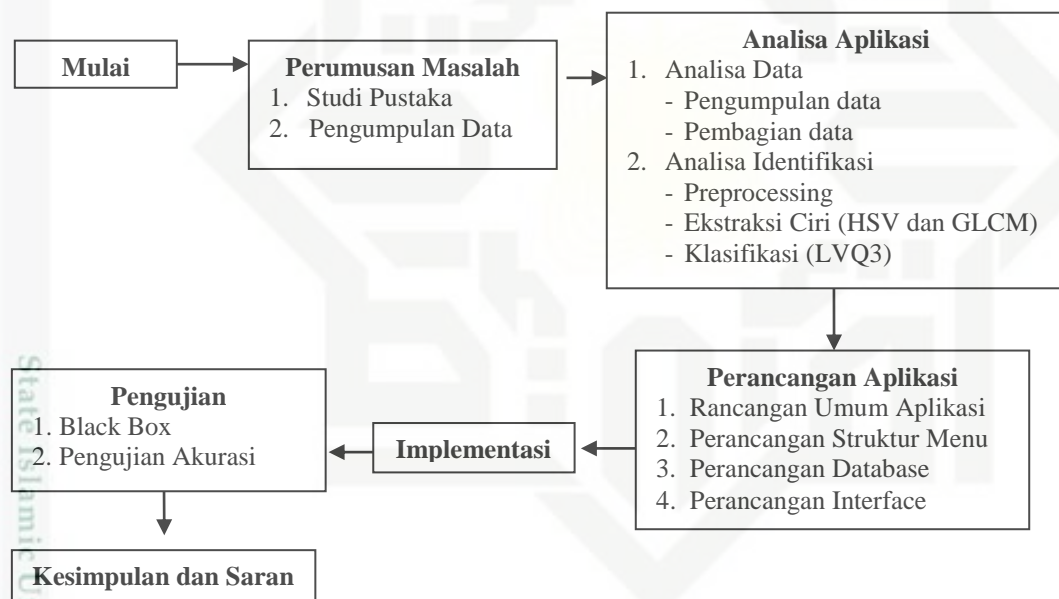 Mulai
Perumusan Masalah
1. Studi Pustaka
2. Pengumpulan Data
Analisa Aplikasi
1. Analisa Data
- Pengumpulan data
- Pembagian data
2. Analisa Identifikasi
- Preprocessing
- Ekstraksi Ciri (HSV dan GLCM)
- Klasifikasi (LVQ3)
Perancangan Aplikasi
1. Rancangan Umum Aplikasi
2. Perancangan Struktur Menu
3. Perancangan Database
4. Perancangan Interface
Implementasi
Pengujian
1. Black Box
2. Pengujian Akurasi
Kesimpulan dan Saran
State Islamic U